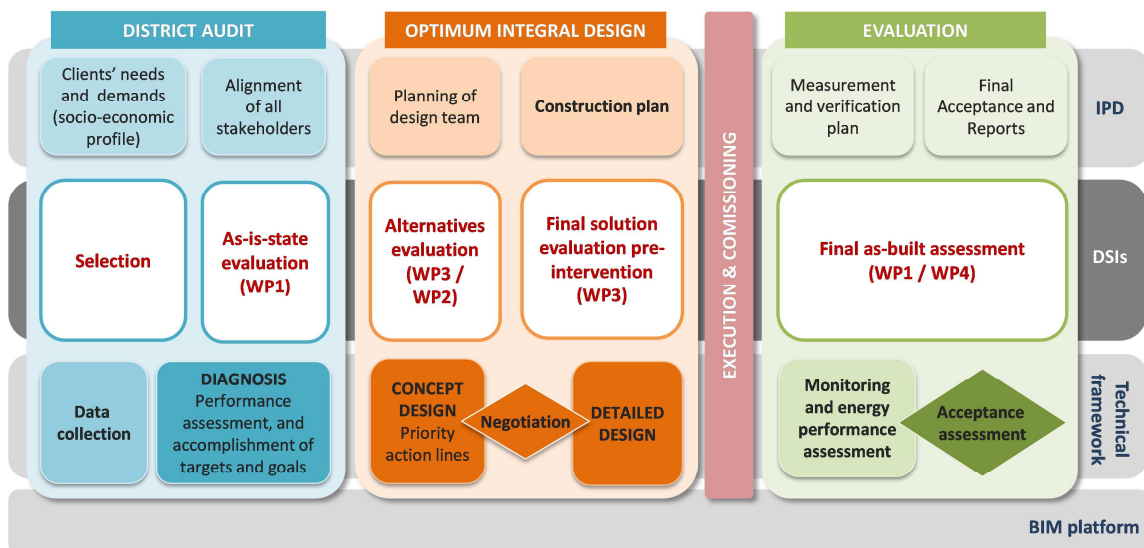 DISTRICT AUDIT
OPTIMUM INTEGRAL DESIGN
EVALUATION
Clients' needs
and demands
(socio-economic
profile)
Alignment
of all
stakeholders
Planning of
design team
Construction plan
Measurement
and verification
plan
Final
Acceptance and
Reports
IPD
EXECUTION & COMISSIONING
Selection
As-is-state
evaluation
(WP1)
Alternatives
evaluation
(WP3 /
WP2)
Final solution
evaluation pre-
intervention
(WP3)
Final as-built assessment
(WP1 / WP4)
DSIs
Data
collection
DIAGNOSIS
Performance
assessment, and
accomplishment of
targets and goals
CONCEPT
DESIGN
Priority
action lines
Negotiation
DETAILED
DESIGN
Monitoring
and energy
performance
assessment
Acceptance
assessment
Technical
framework
BIM platform